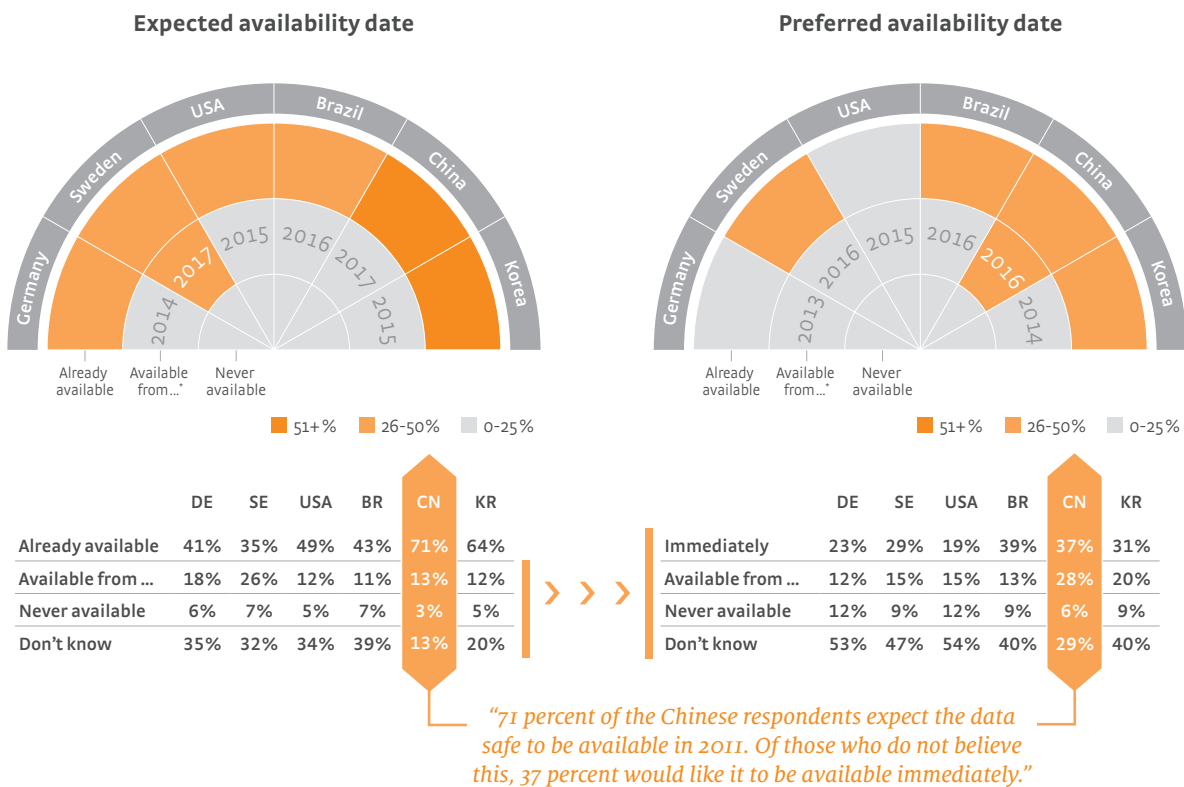 Expected availability date
Germany
Sweden
USA
Brazil
China
Korea
2014
2017
2015
2016
2017
2015
Already available
Available from ...*
Never available
51+% 26-50% 0-25%
DE SE USA BR CN KR
Already available 41% 35% 49% 43% 71% 64%
Available from ... 18% 26% 12% 11% 13% 12%
Never available 6% 7% 5% 7% 3% 5%
Don't know 35% 32% 34% 39% 13% 20%
Preferred availability date
Germany
Sweden
USA
Brazil
China
Korea
2013
2016
2015
2016
2016
2014
Already available
Available from ...*
Never available
51+% 26-50% 0-25%
DE SE USA BR CN KR
Immediately 23% 29% 19% 39% 37% 31%
Available from ... 12% 15% 15% 13% 28% 20%
Never available 12% 9% 12% 9% 6% 9%
Don't know 53% 47% 54% 40% 29% 40%
“71 percent of the Chinese respondents expect the data
safe to be available in 2011. Of those who do not believe
this, 37 percent would like it to be available immediately.”